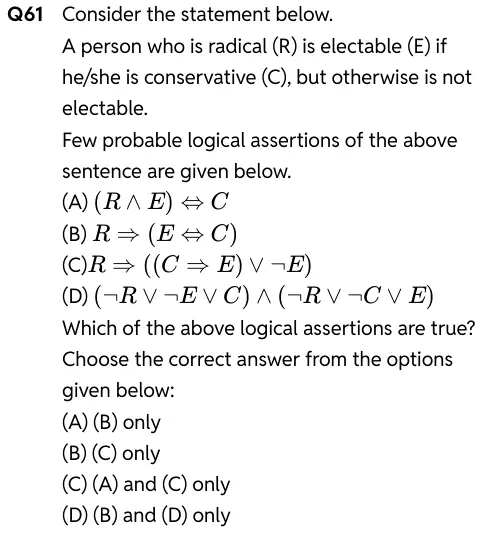 Q61 Consider the statement below.
A person who is radical (R) is electable (E) if
he/she is conservative (C), but otherwise is not
electable.
Few probable logical assertions of the above
sentence are given below.
(A) (R ∧ E) ⇔ C
(B) R ⇒ (E ⇔ C)
(C)R ⇒ ((C ⇒ E) ∨ ¬E)
(D) (¬R ∨ ¬E ∨ C) ∧ (¬R ∨ ¬C ∨ E)
Which of the above logical assertions are true?
Choose the correct answer from the options
given below:
(A) (B) only
(B) (C) only
(C) (A) and (C) only
(D) (B) and (D) only